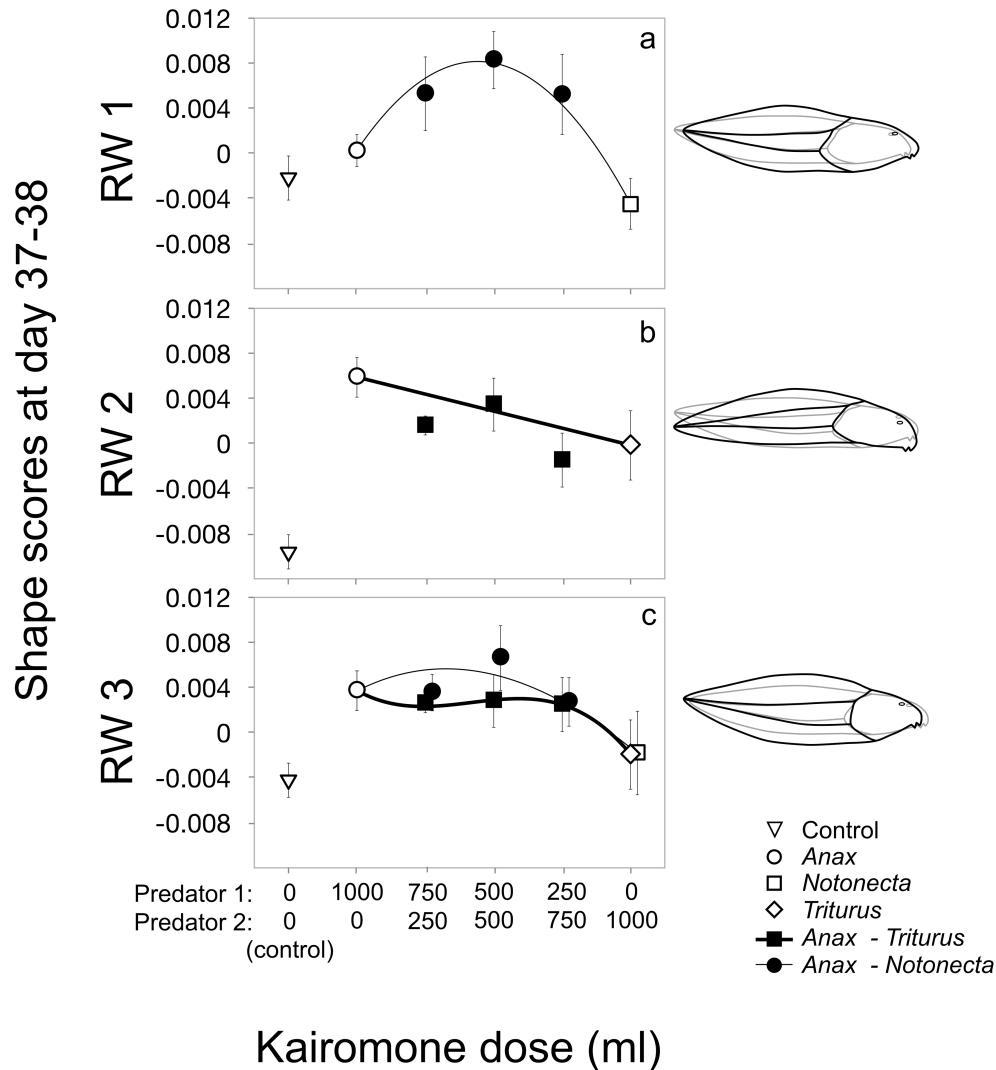 Shape scores at day 37-38
RW 1
0.012
0.008
0.004
0
-0.004
-0.008
a
RW 2
0.012
0.008
0.004
0
-0.004
-0.008
b
RW 3
0.012
0.008
0.004
0
-0.004
-0.008
c
Predator 1: 0 1000 750 500 250 0
Predator 2: 0 0 250 500 750 1000
(control)
Kairomone dose (ml)
Control
Anax
Notonecta
Triturus
Anax - Triturus
Anax - Notonecta